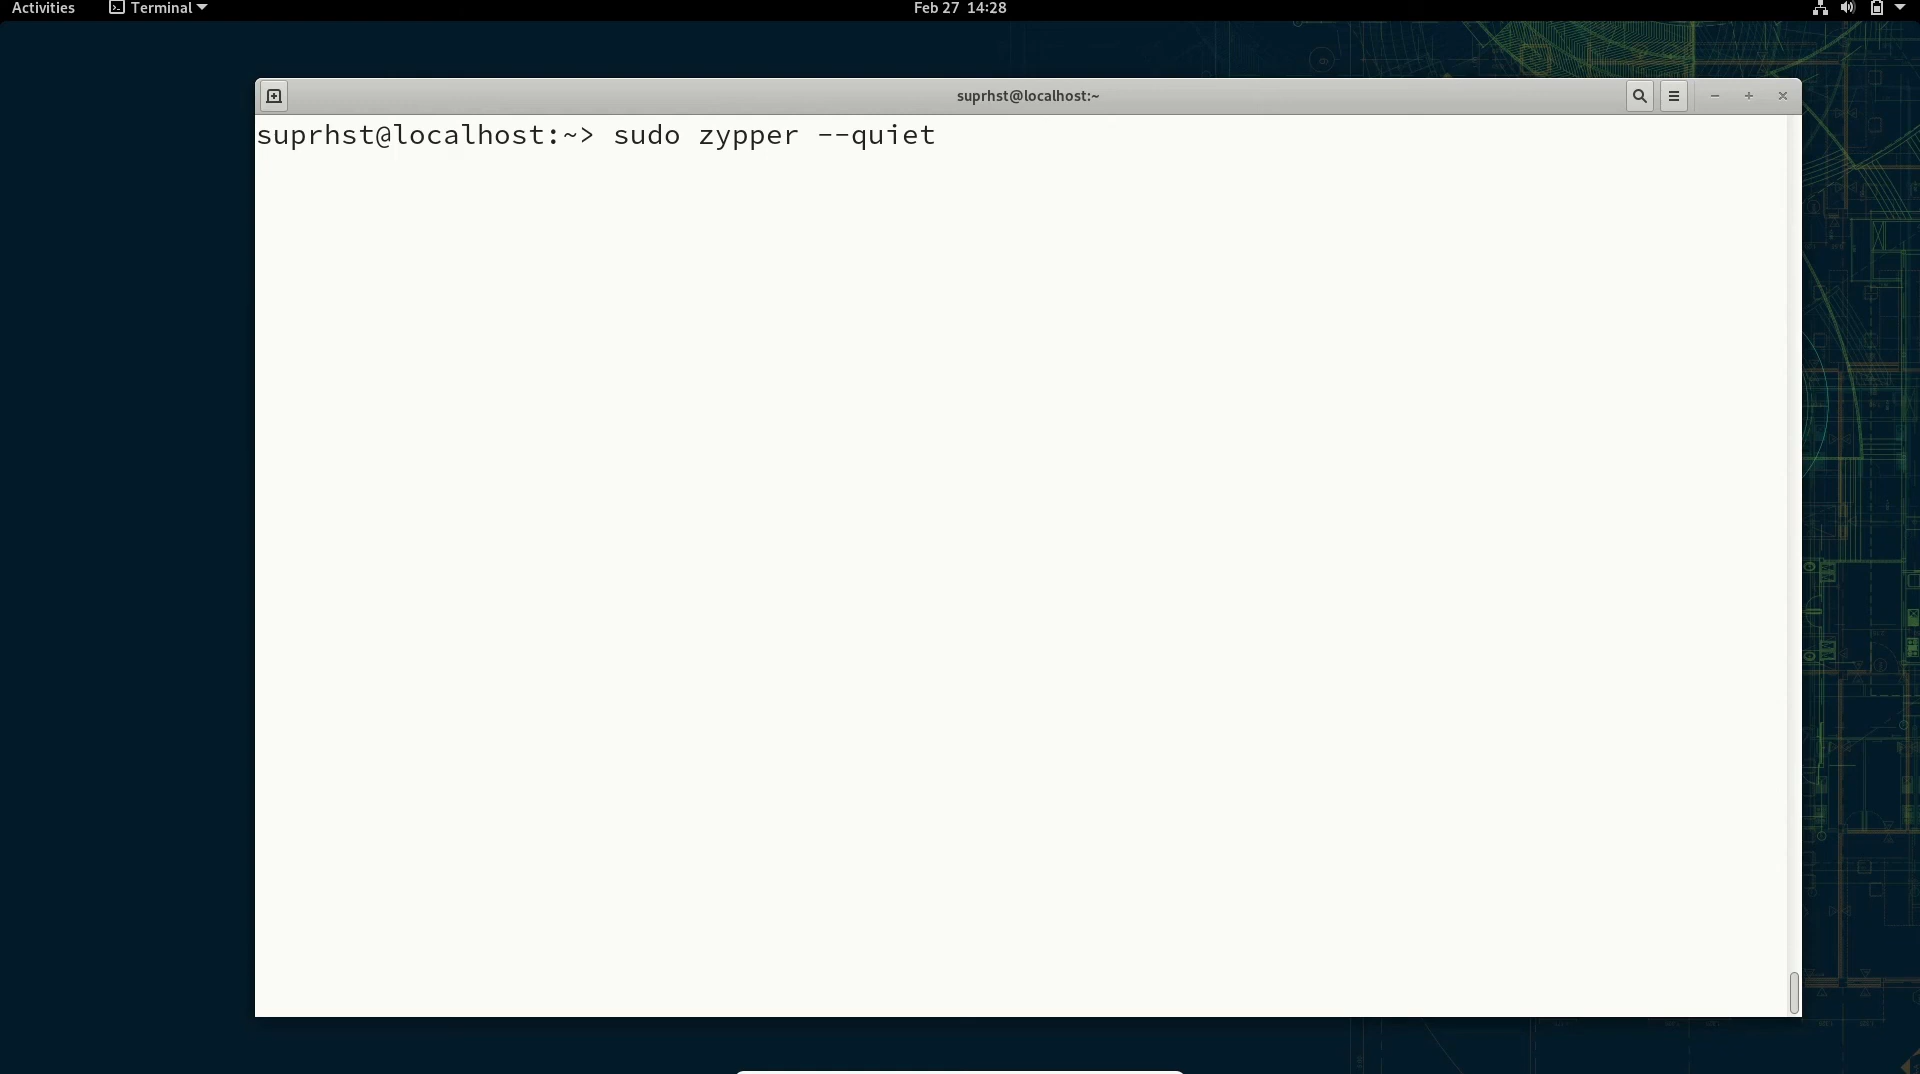 Activities Terminal Feb 27 14:28
suprhst@localhost:~
suprhst@localhost:~> sudo zypper --quiet